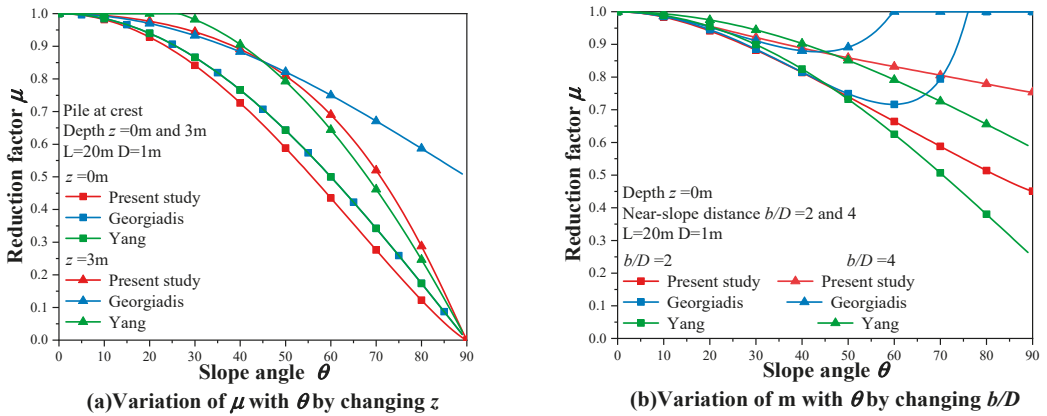 1.0
0.9
0.8
0.7
0.6
0.5
0.4
0.3
0.2
0.1
0.0
Reduction factor μ
Pile at crest
Depth z =0m and 3m
L=20m D=1m
z=0m
Present study
Georgiadis
Yang
z=3m
Present study
Georgiadis
Yang
0 10 20 30 40 50 60 70 80 90
Slope angle θ
(a)Variation of μ with θ by changing z
1.0
0.9
0.8
0.7
0.6
0.5
0.4
0.3
0.2
0.1
0.0
Reduction factor μ
Depth z=0m
Near-slope distance b/D =2 and 4
L=20m D=1m
b/D =2 b/D=4
Present study Present study
Georgiadis Georgiadis
Yang Yang
0 10 20 30 40 50 60 70 80 90
Slope angle θ
(b)Variation of m with θ by changing b/D